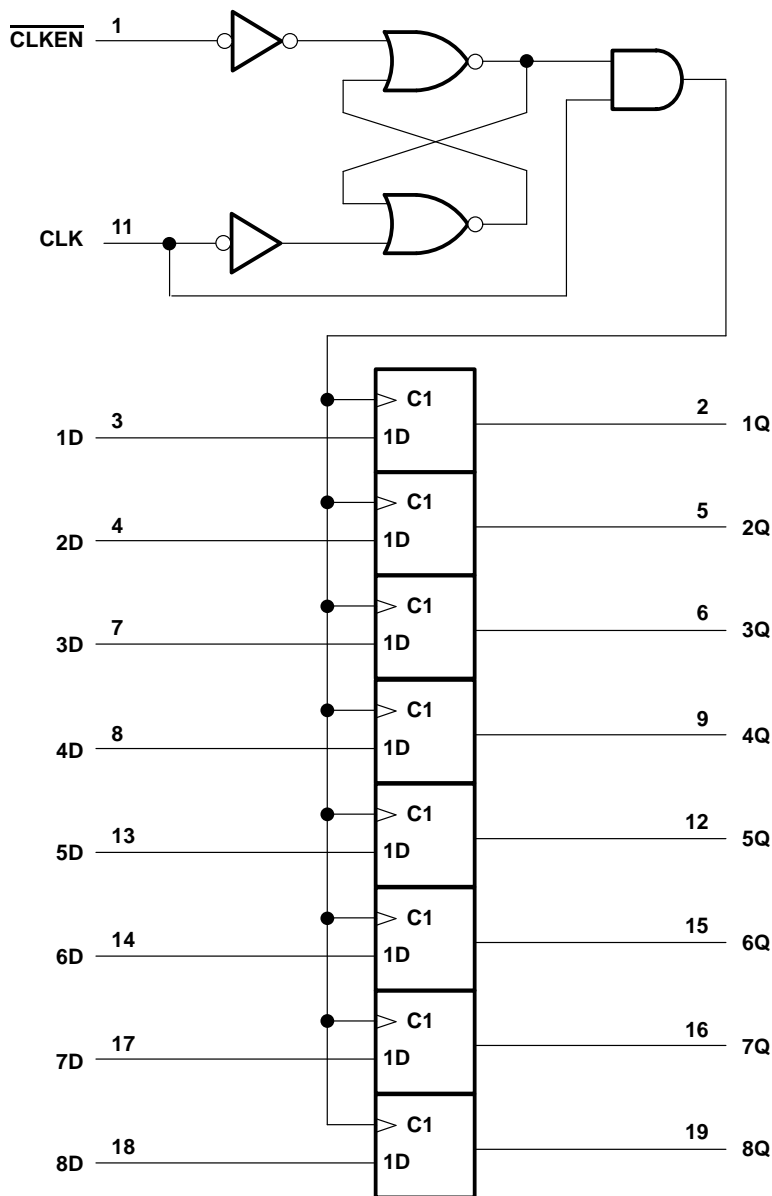 CLKEN 1
CLK 11
1D 3 C1 1D 2 1Q
2D 4 C1 1D 5 2Q
3D 7 C1 1D 6 3Q
4D 8 C1 1D 9 4Q
5D 13 C1 1D 12 5Q
6D 14 C1 1D 15 6Q
7D 17 C1 1D 16 7Q
8D 18 C1 1D 19 8Q